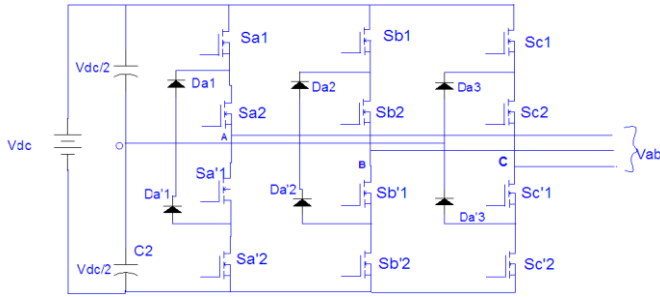 Sa1
Sb1
Sc1
Vdc/2
Da1
Da2
Da3
Sa2
Sb2
Sc2
Vdc
O
A
B
C
Vab
Sa'1
Sb'1
Sc'1
Da'1
Da'2
Da'3
C2
Vdc/2
Sa'2
Sb'2
Sc'2